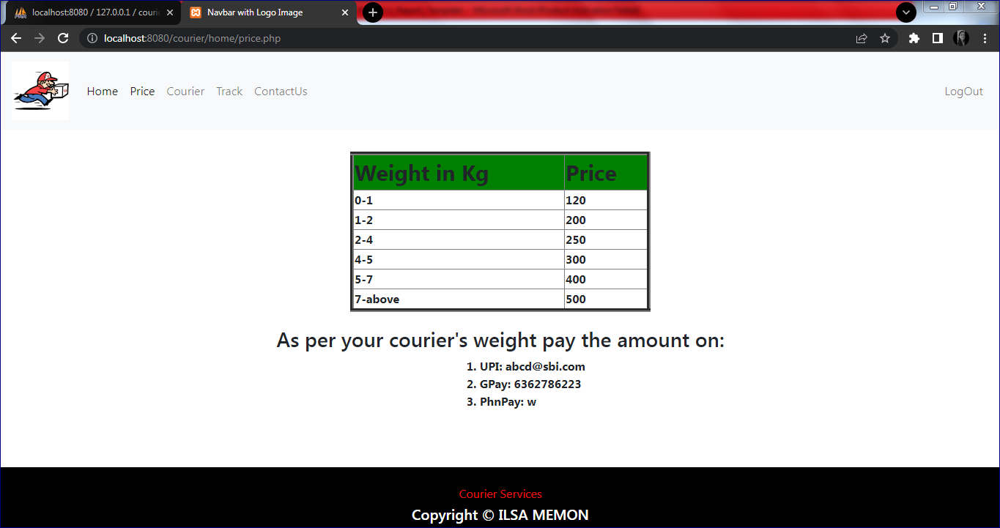 localhost:8080 / 127.0.0.1 / couri
Navbar with Logo Image
localhost:8080/courier/home/price.php
Home Price Courier Track ContactUs LogOut
Weight in Kg Price
0-1 120
1-2 200
2-4 250
4-5 300
5-7 400
7-above 500
As per your courier's weight pay the amount on:
1. UPI: abcd@sbi.com
2. GPay: 6362786223
3. PhnPay: w
Courier Services
Copyright © ILSA MEMON